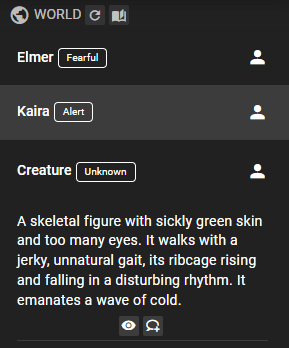 WORLD
Elmer Fearful
Kaira Alert
Creature Unknown
A skeletal figure with sickly green skin
and too many eyes. It walks with a
jerky, unnatural gait, its ribcage rising
and falling in a disturbing rhythm. It
emanates a wave of cold.